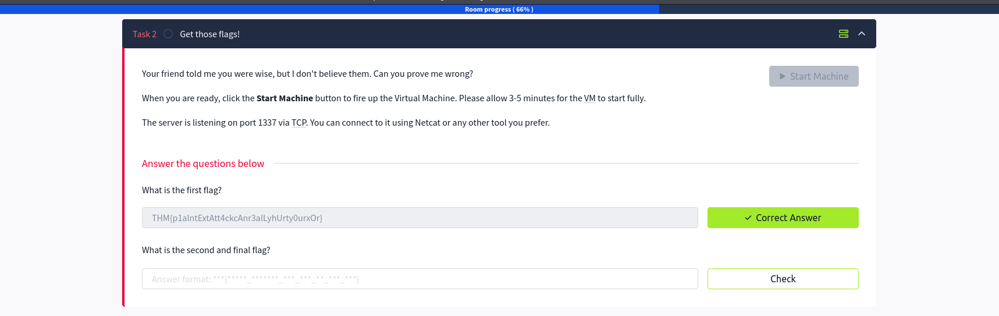 Room progress ( 66% )
Task 2 Get those flags!
Your friend told me you were wise, but I don't believe them. Can you prove me wrong?
Start Machine
When you are ready, click the Start Machine button to fire up the Virtual Machine. Please allow 3-5 minutes for the VM to start fully.
The server is listening on port 1337 via TCP. You can connect to it using Netcat or any other tool you prefer.
Answer the questions below
What is the first flag?
THM{p1alntExtAtt4ckcAnr3alLyhUrty0urxOr}
Correct Answer
What is the second and final flag?
Answer format: ***{*****_*******_***_***_**_***_***}
Check